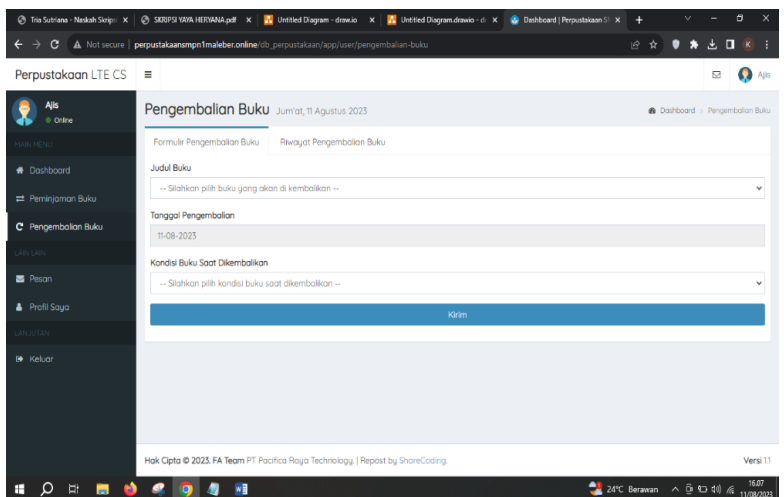 Tria Sutriana - Naskah Skrip
SKRIPSI YAYA HERYANA.pdf
Untitled Diagram - draw.io
Untitled Diagram.drawio - d
Dashboard | Perpustakaan S
Not secure | perpustakaansmpn1maleber.online/db_perpustakaan/app/user/pengembalian-buku
K
Perpustakaan LTE CS
Ajis
Ajis
Online
Pengembalian Buku Jum'at, 11 Agustus 2023
Dashboard > Pengembalian Buku
MAIN MENU
Dashboard
Peminjaman Buku
Pengembalian Buku
LAIN LAIN
Pesan
Profil Saya
LANJUTAN
Keluar
Formulir Pengembalian Buku
Riwayat Pengembalian Buku
Judul Buku
-- Silahkan pilih buku yang akan di kembalikan --
Tanggal Pengembalian
11-08-2023
Kondisi Buku Saat Dikembalikan
-- Silahkan pilih kondisi buku saat dikembalikan --
Kirim
Hak Cipta © 2023. FA Team PT Pacifica Raya Technology. | Repost by ShareCoding.
Versi 1.1
24°C Berawan
16.07
11/08/2023